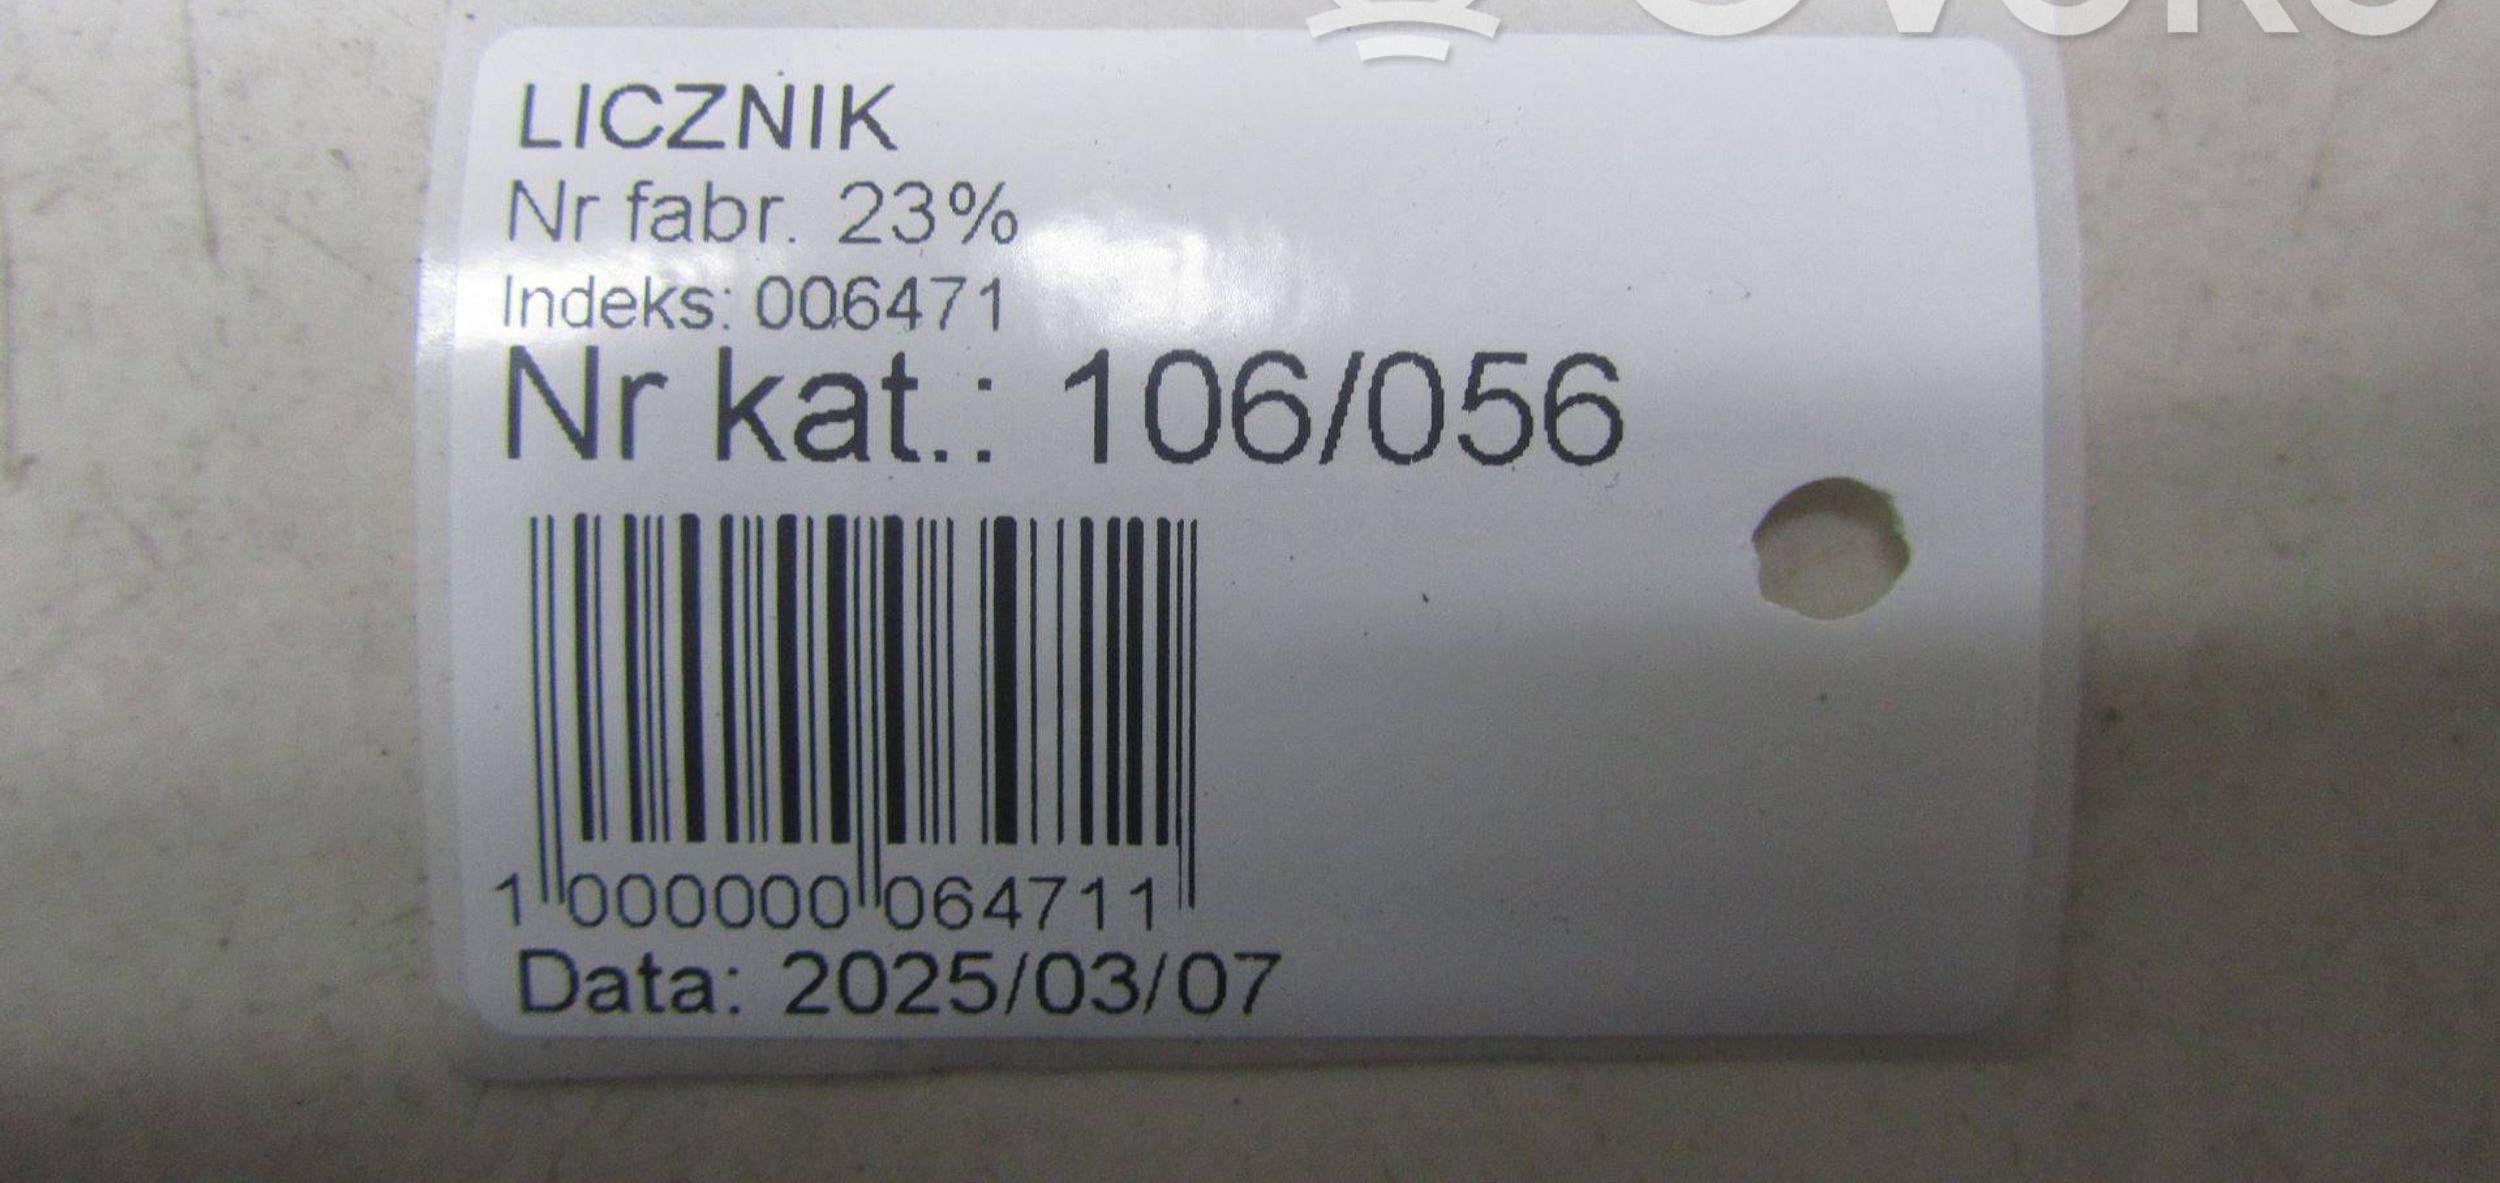 LICZNIK
Nr fabr. 23%
Indeks: 006471
Nr kat.: 106/056
1 000000 064711
Data: 2025/03/07